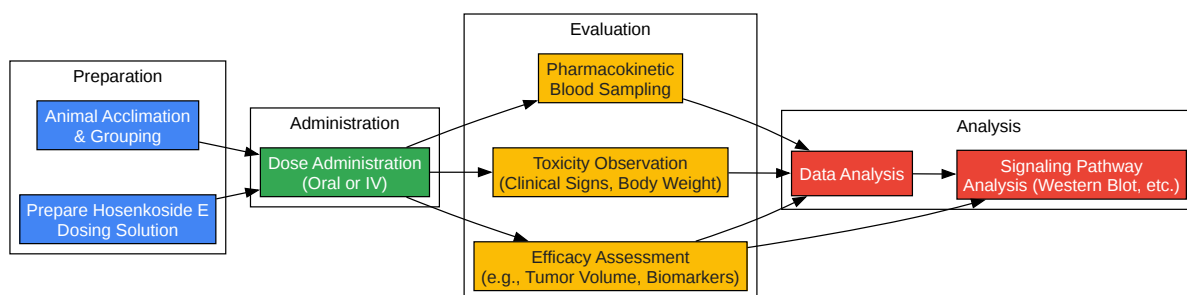 Preparation
Animal Acclimation
& Grouping
Prepare Hosenkoside E
Dosing Solution
Administration
Dose Administration
(Oral or IV)
Evaluation
Pharmacokinetic
Blood Sampling
Toxicity Observation
(Clinical Signs, Body Weight)
Efficacy Assessment
(e.g., Tumor Volume, Biomarkers)
Analysis
Data Analysis
Signaling Pathway
Analysis (Western Blot, etc.)